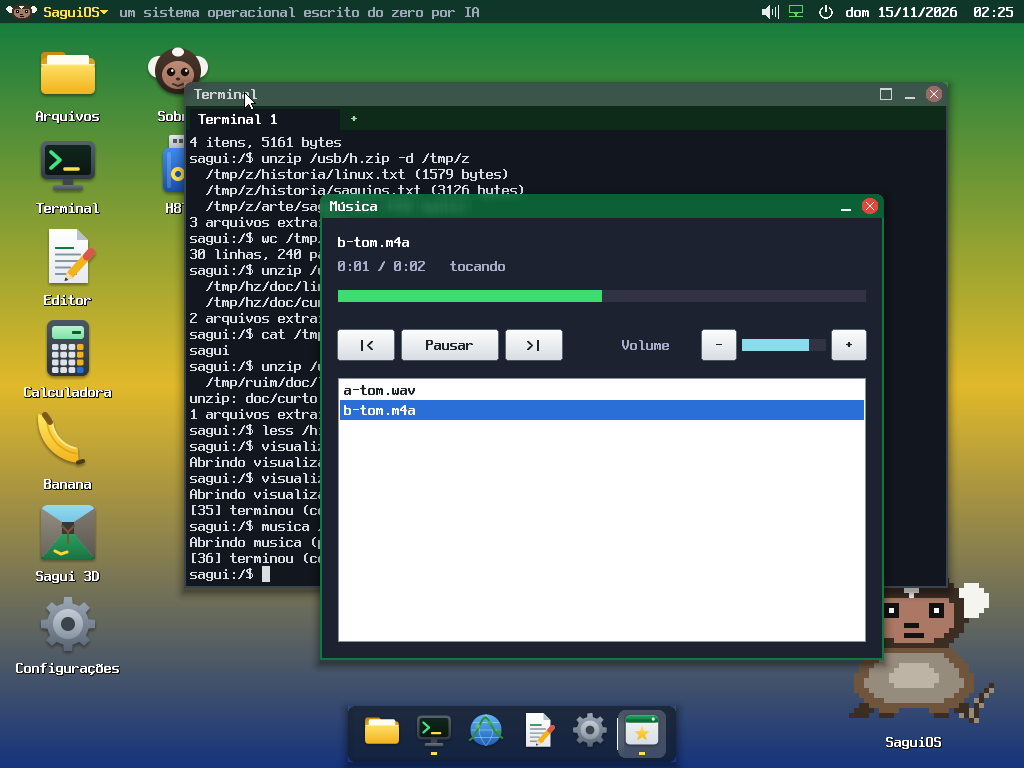 SaguiOS
um sistema operacional escrito do zero por IA
dom 15/11/2026 02:25
Arquivos
Terminal
Editor
Calculadora
Banana
Sagui 3D
Configurações
Terminal
Terminal 1 +
4 itens, 5161 bytes
sagui:/$ unzip /usb/h.zip -d /tmp/z
/tmp/z/historia/linux.txt (1579 bytes)
/tmp/z/historia/saguios.txt (3126 bytes)
/tmp/z/arte/sag
3 arquivos extra
sagui:/$ wc /tmp
30 linhas, 240 pa
sagui:/$ unzip /u
/tmp/hz/doc/lin
/tmp/hz/doc/cur
2 arquivos extra
sagui:/$ cat /tmp
sagui
sagui:/$ unzip /u
/tmp/ruim/doc/
unzip: doc/curto
1 arquivos extra
sagui:/$ less /h
sagui:/$ visualiz
Abrindo visualiza
sagui:/$ visualiz
Abrindo visualiza
[35] terminou (co
sagui:/$ musica
Abrindo musica (p
[36] terminou (co
sagui:/$
Música
b-tom.m4a
0:01 / 0:02 tocando
|< Pausar >| Volume - +
a-tom.wav
b-tom.m4a
SaguiOS